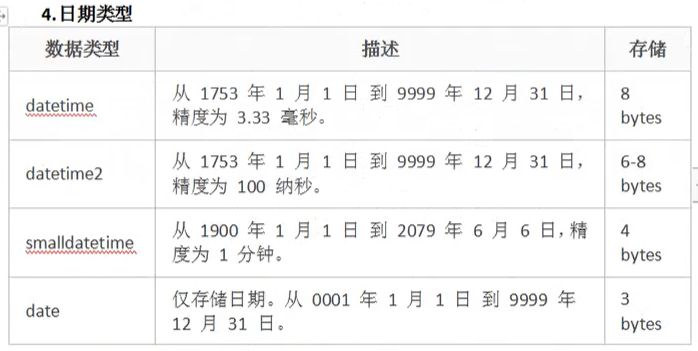 4.日期类型
数据类型 描述 存储
datetime 从 1753 年 1 月 1 日 到 9999 年 12 月 31 日， 8
精度为 3.33 毫秒。 bytes
datetime2 从 1753 年 1 月 1 日 到 9999 年 12 月 31 日， 6-8
精度为 100 纳秒。 bytes
smalldatetime 从 1900 年 1 月 1 日 到 2079 年 6 月 6 日，精 4
度为 1 分钟。 bytes
date 仅存储日期。从 0001 年 1 月 1 日 到 9999 年 3
12 月 31 日。 bytes